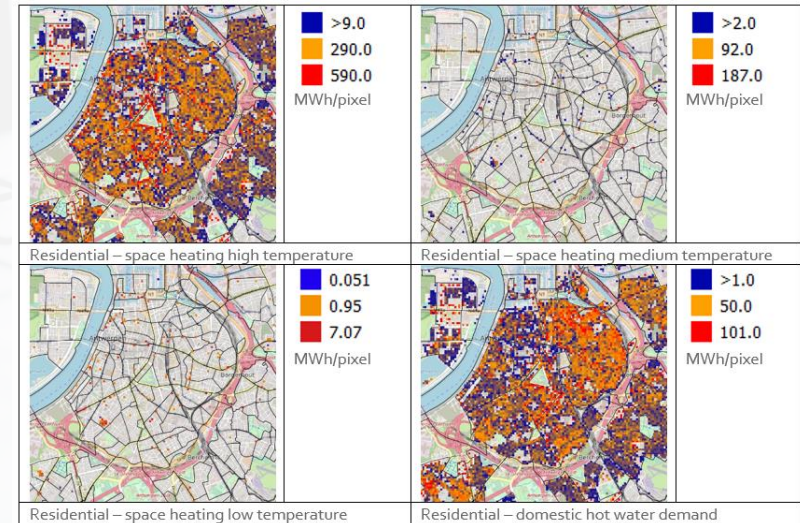 >9.0
290.0
590.0
MWh/pixel
>2.0
92.0
187.0
MWh/pixel
Residential – space heating high temperature
Residential – space heating medium temperature
0.051
0.95
7.07
MWh/pixel
>1.0
50.0
101.0
MWh/pixel
Residential – space heating low temperature
Residential – domestic hot water demand